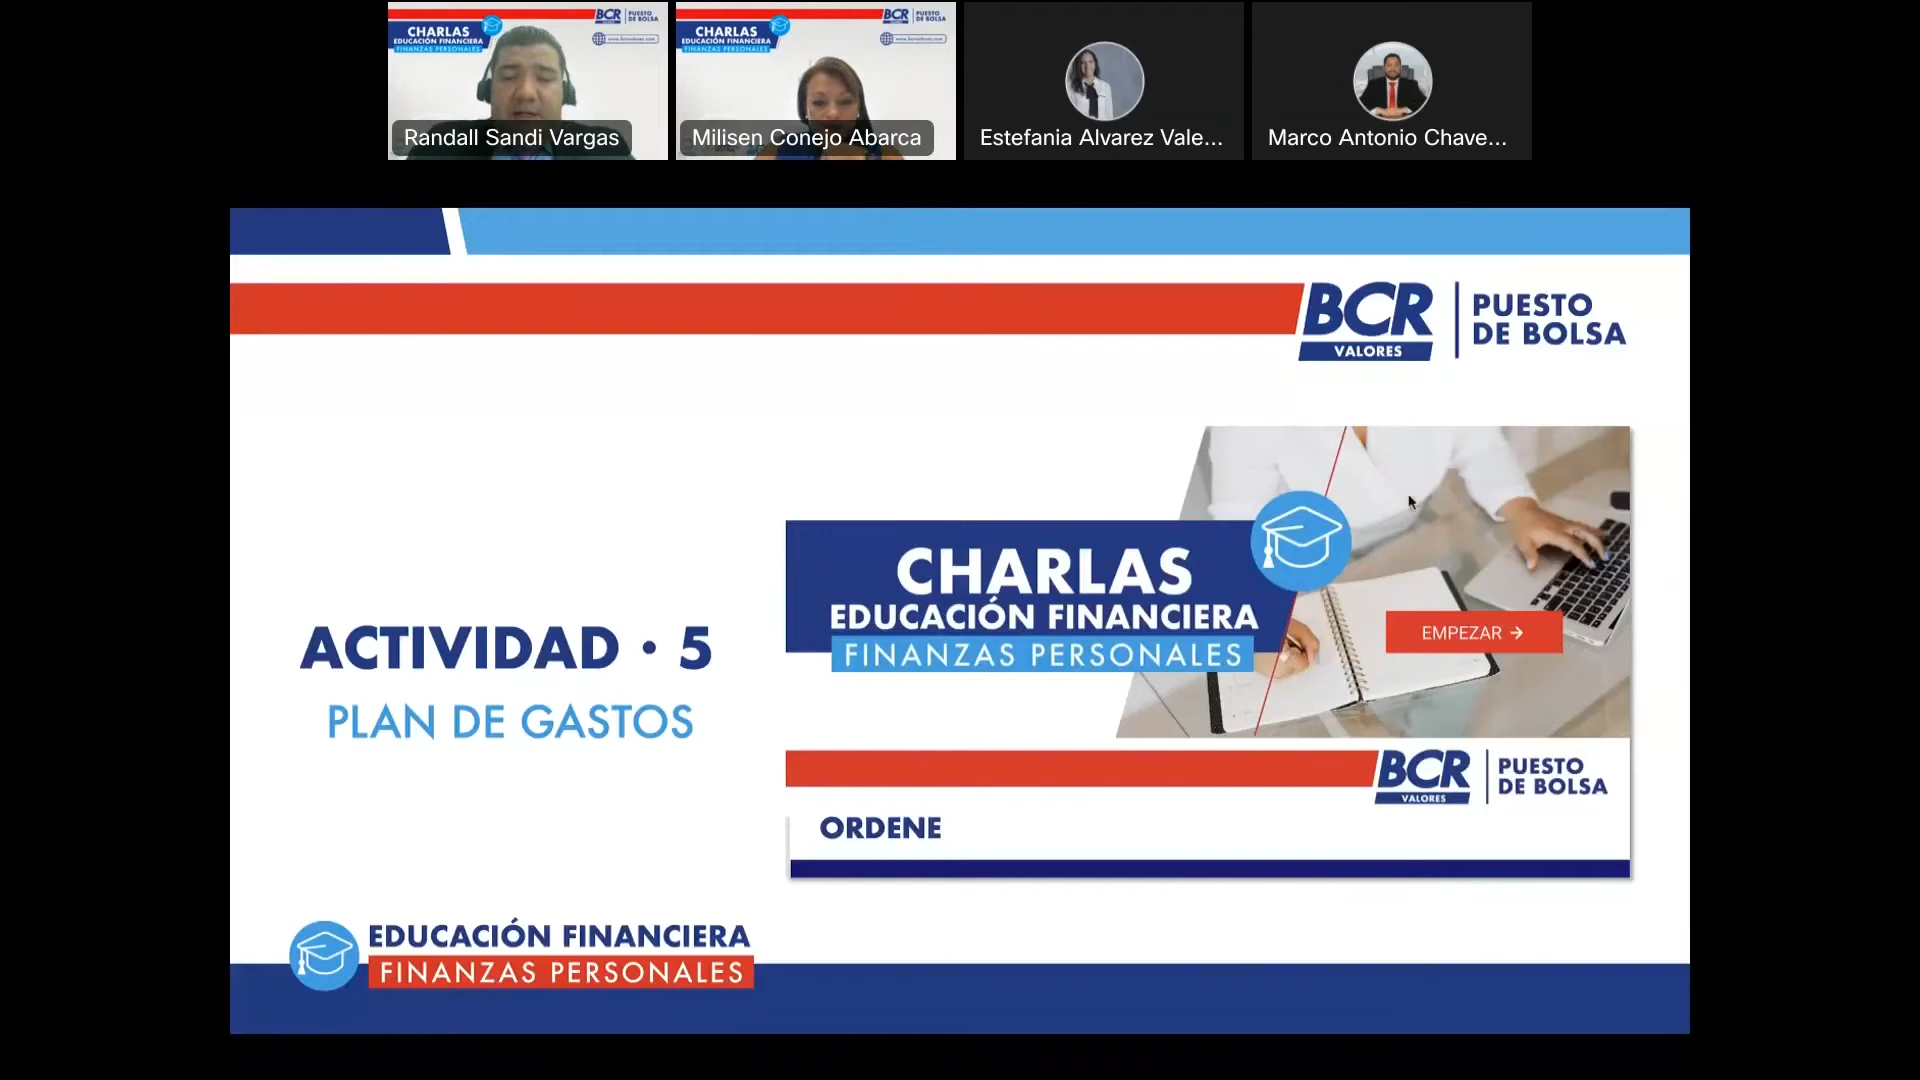 CHARLAS
EDUCACIÓN FINANCIERA
FINANZAS PERSONALES
BCR
PUESTO
DE BOLSA
Randall Sandi Vargas
CHARLAS
EDUCACIÓN FINANCIERA
FINANZAS PERSONALES
BCR
PUESTO
DE BOLSA
Milisen Conejo Abarca
Estefania Alvarez Vale...
Marco Antonio Chave...
BCR
VALORES
PUESTO
DE BOLSA
ACTIVIDAD · 5
PLAN DE GASTOS
CHARLAS
EDUCACIÓN FINANCIERA
FINANZAS PERSONALES
EMPEZAR →
BCR
VALORES
PUESTO
DE BOLSA
ORDENE
EDUCACIÓN FINANCIERA
FINANZAS PERSONALES